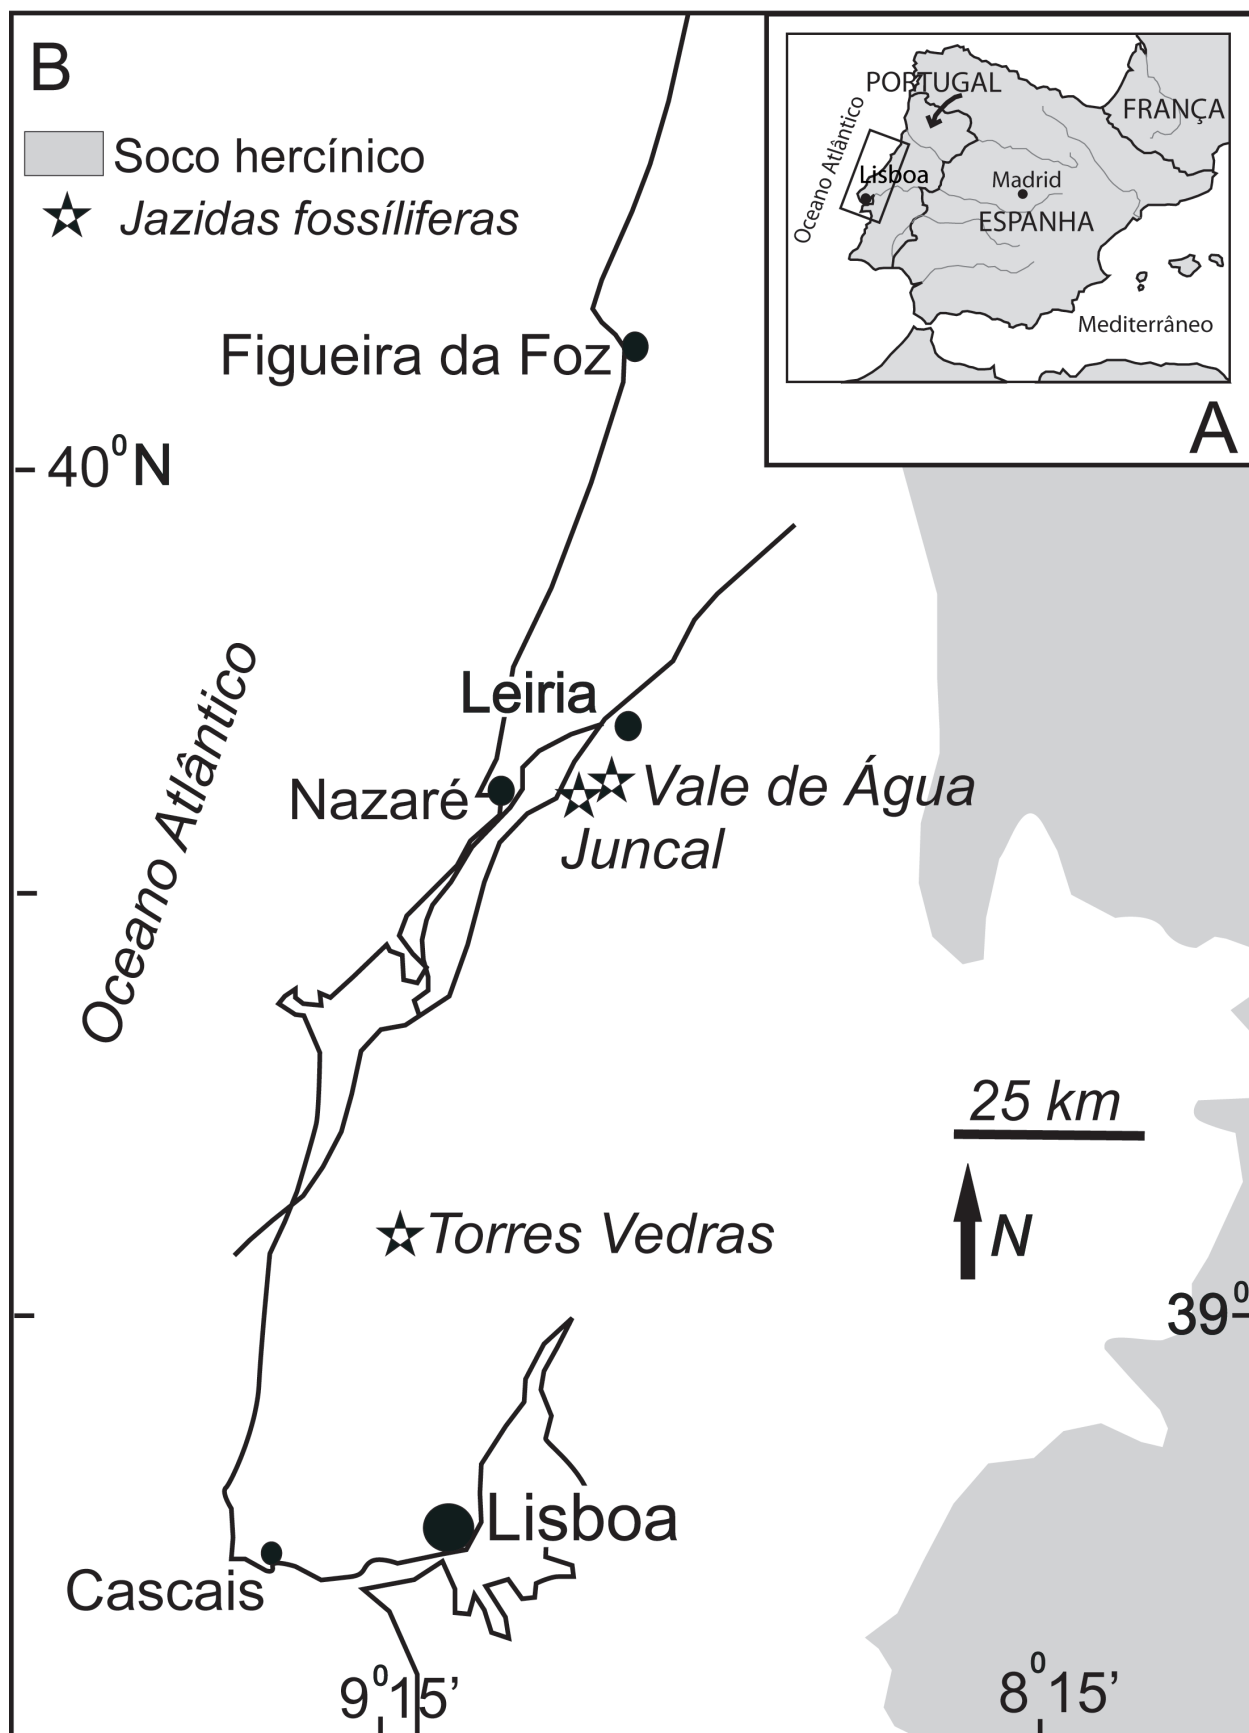 B
Soco hercínico
Jazidas fossíliferas
PORTUGAL
FRANÇA
Oceano Atlântico
Lisboa
Madrid
ESPANHA
Mediterrâneo
A
Figueira da Foz
40⁰N
Leiria
Nazaré
Vale de Água
Juncal
Oceano Atlântico
25 km
N
Torres Vedras
39⁰
Lisboa
Cascais
9⁰15’
8⁰15’